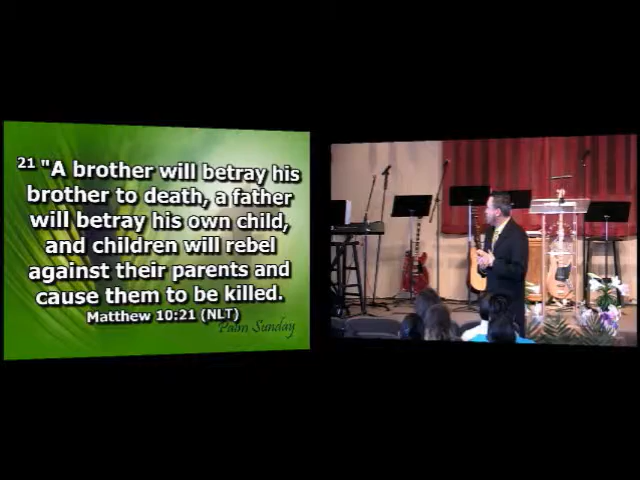 21 "A brother will betray his
brother to death, a father
will betray his own child,
and children will rebel
against their parents and
cause them to be killed.
Matthew 10:21 (NLT)
Palm Sunday